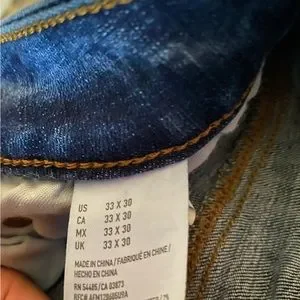 US 33 X 30
CA 33 X 30
MX 33 X 30
UK 33 X 30
MADE IN CHINA / FABRIQUÉ EN CHINE /
/ HECHO EN CHINA
RN 54485 / CA 03873